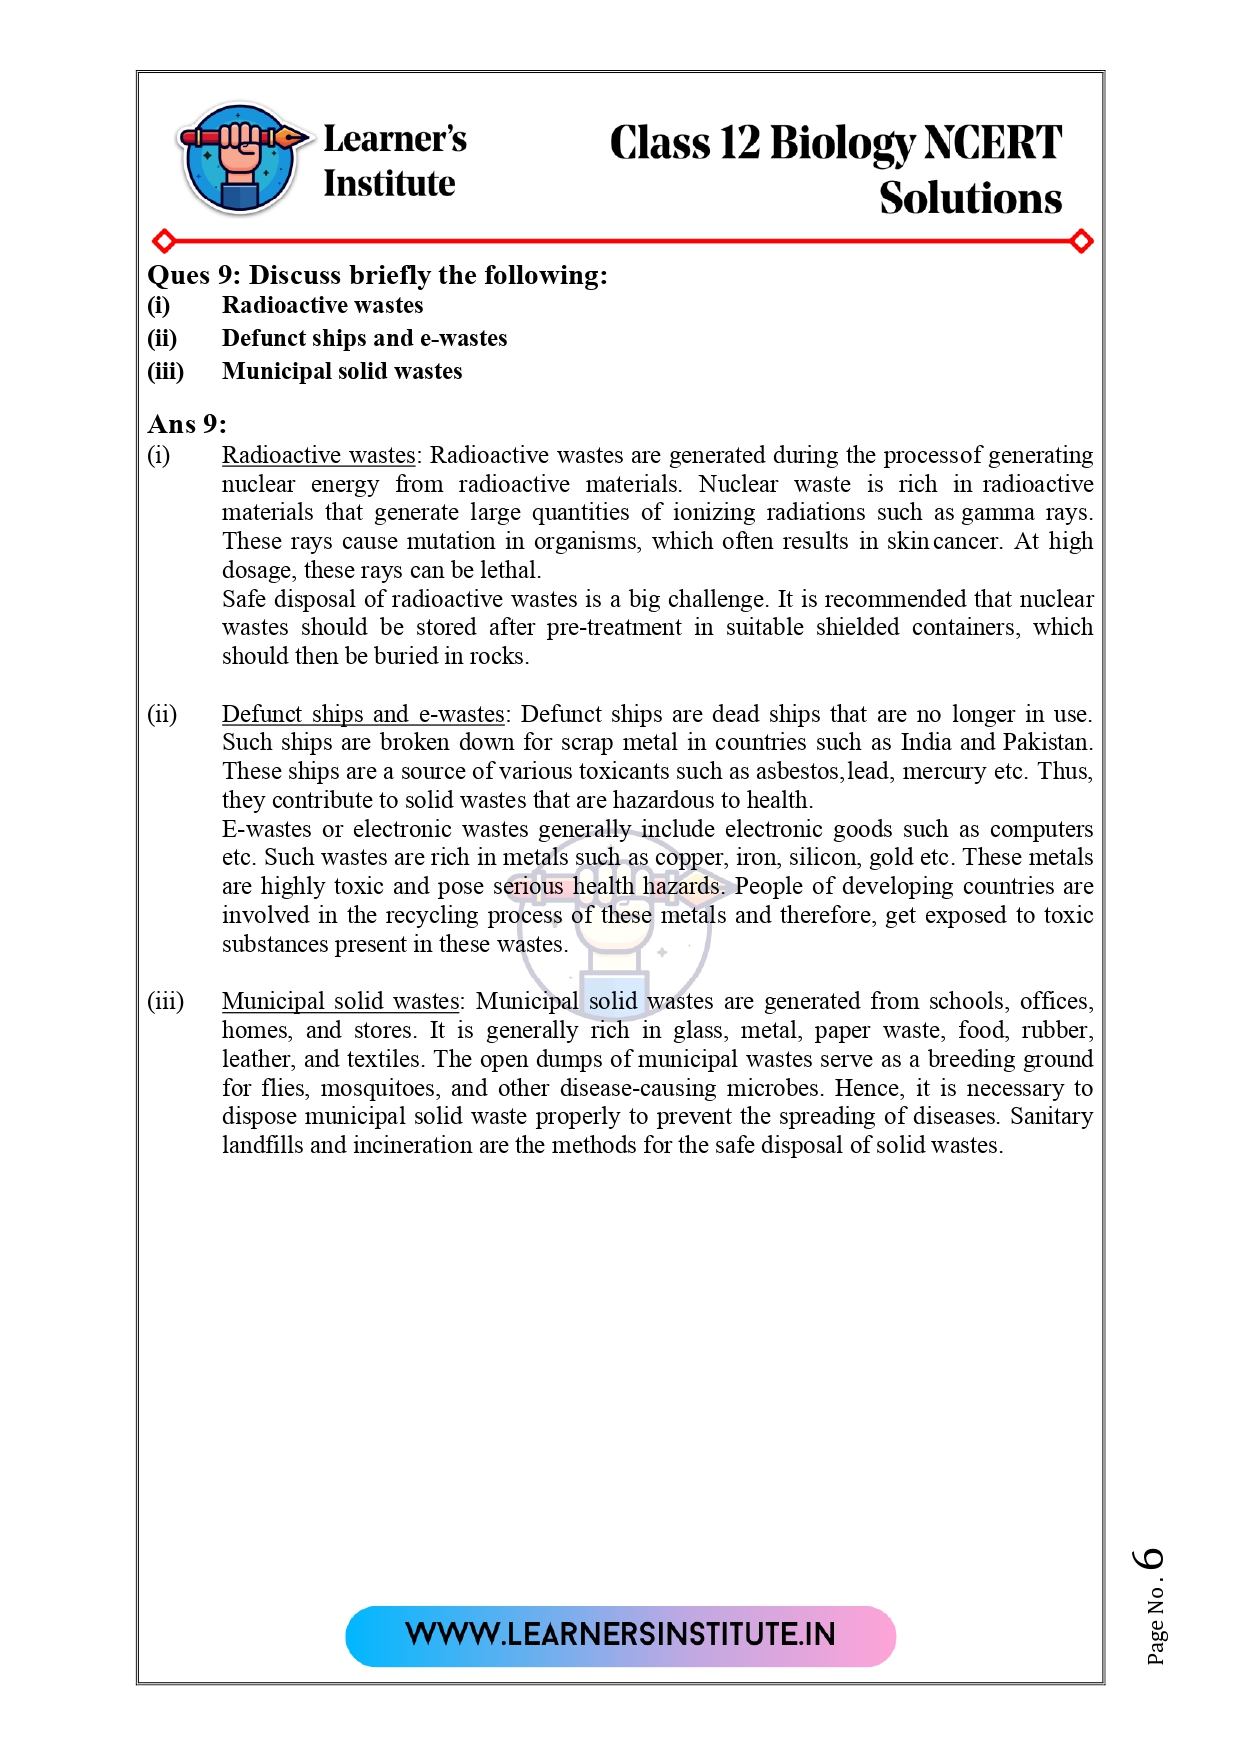 Learner's
Institute
Class 12 Biology NCERT
Solutions
Ques 9: Discuss briefly the following:
(i) Radioactive wastes
(ii) Defunct ships and e-wastes
(iii) Municipal solid wastes
Ans 9:
(i) Radioactive wastes: Radioactive wastes are generated during the processof generating
nuclear energy from radioactive materials. Nuclear waste is rich in radioactive
materials that generate large quantities of ionizing radiations such as gamma rays.
These rays cause mutation in organisms, which often results in skin cancer. At high
dosage, these rays can be lethal.
Safe disposal of radioactive wastes is a big challenge. It is recommended that nuclear
wastes should be stored after pre-treatment in suitable shielded containers, which
should then be buried in rocks.
(ii) Defunct ships and e-wastes: Defunct ships are dead ships that are no longer in use.
Such ships are broken down for scrap metal in countries such as India and Pakistan.
These ships are a source of various toxicants such as asbestos, lead, mercury etc. Thus,
they contribute to solid wastes that are hazardous to health.
E-wastes or electronic wastes generally include electronic goods such as computers
etc. Such wastes are rich in metals such as copper, iron, silicon, gold etc. These metals
are highly toxic and pose serious health hazards. People of developing countries are
involved in the recycling process of these metals and therefore, get exposed to toxic
substances present in these wastes.
(iii) Municipal solid wastes: Municipal solid wastes are generated from schools, offices,
homes, and stores. It is generally rich in glass, metal, paper waste, food, rubber,
leather, and textiles. The open dumps of municipal wastes serve as a breeding ground
for flies, mosquitoes, and other disease-causing microbes. Hence, it is necessary to
dispose municipal solid waste properly to prevent the spreading of diseases. Sanitary
landfills and incineration are the methods for the safe disposal of solid wastes.
Page No. 6
WWW.LEARNERSINSTITUTE.IN